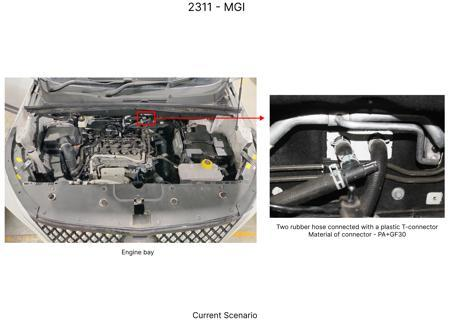 2311 - MGI
Engine bay
Two rubber hose connected with a plastic T-connector
Material of connector - PA+GF30
Current Scenario